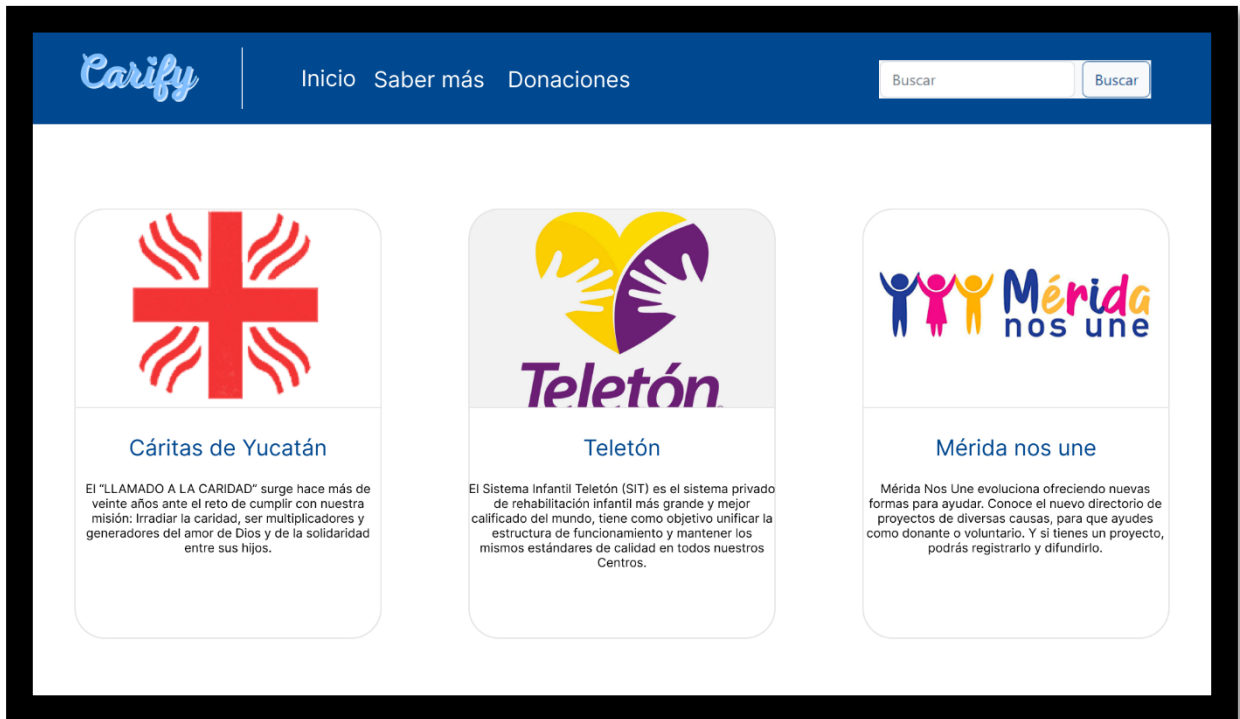 Carify
Inicio Saber más Donaciones
Buscar Buscar
Teletón
Mérida
nos une
Cáritas de Yucatán
El “LLAMADO A LA CARIDAD” surge hace más de
veinte años ante el reto de cumplir con nuestra
misión: Irradiar la caridad, ser multiplicadores y
generadores del amor de Dios y de la solidaridad
entre sus hijos.
Teletón
El Sistema Infantil Teletón (SIT) es el sistema privado
de rehabilitación infantil más grande y mejor
calificado del mundo, tiene como objetivo unificar la
estructura de funcionamiento y mantener los
mismos estándares de calidad en todos nuestros
Centros.
Mérida nos une
Mérida Nos Une evoluciona ofreciendo nuevas
formas para ayudar. Conoce el nuevo directorio de
proyectos de diversas causas, para que ayudes
como donante o voluntario. Y si tienes un proyecto,
podrás registrarlo y difundirlo.